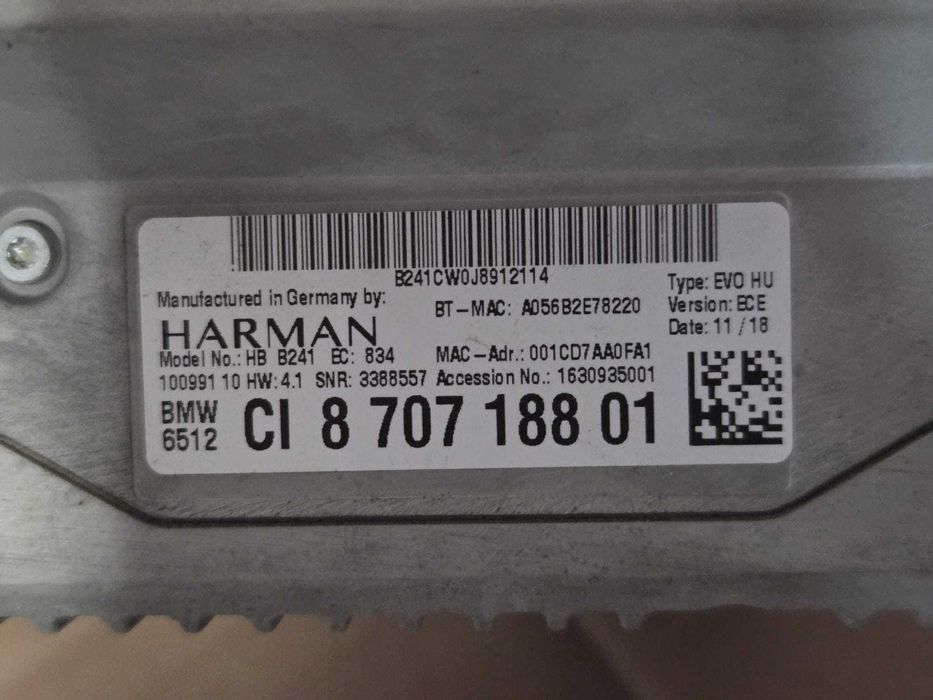 B241CW0J8912114
Manufactured in Germany by:
HARMAN
BT-MAC: A056B2E78220
Type: EVO HU
Version: ECE
Date: 11 / 18
Model No.: HB B241 EC: 834
MAC-Adr.: 001CD7AA0FA1
10099110 HW: 4.1 SNR: 3388557 Accession No.: 1630935001
BMW
6512
CI 8 707 188 01